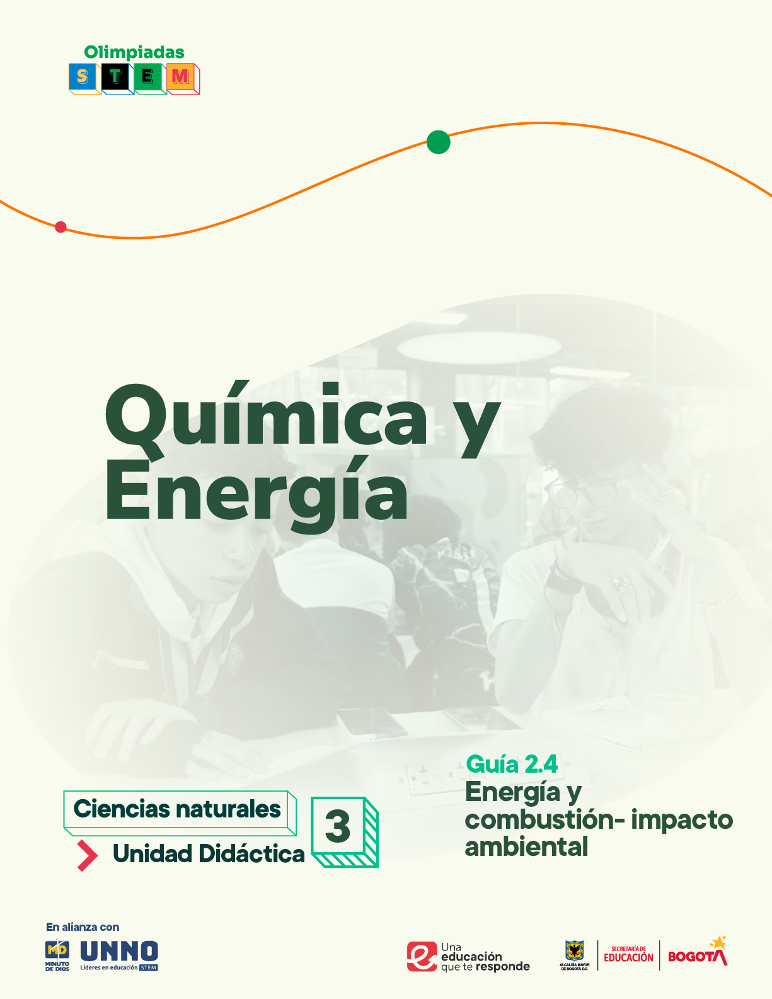 Olimpiadas
STEM
Química y
Energía
Guía 2.4
Energía y
combustión- impacto
ambiental
Ciencias naturales
3
Unidad Didáctica
En alianza con
MD
MINUTO
DE DIOS
UNNO
Líderes en educación STEM
e
Una
educación
que te responde
ALCALDÍA MAYOR
DE BOGOTÁ D.C.
SECRETARÍA DE
EDUCACIÓN
BOGOTÁ